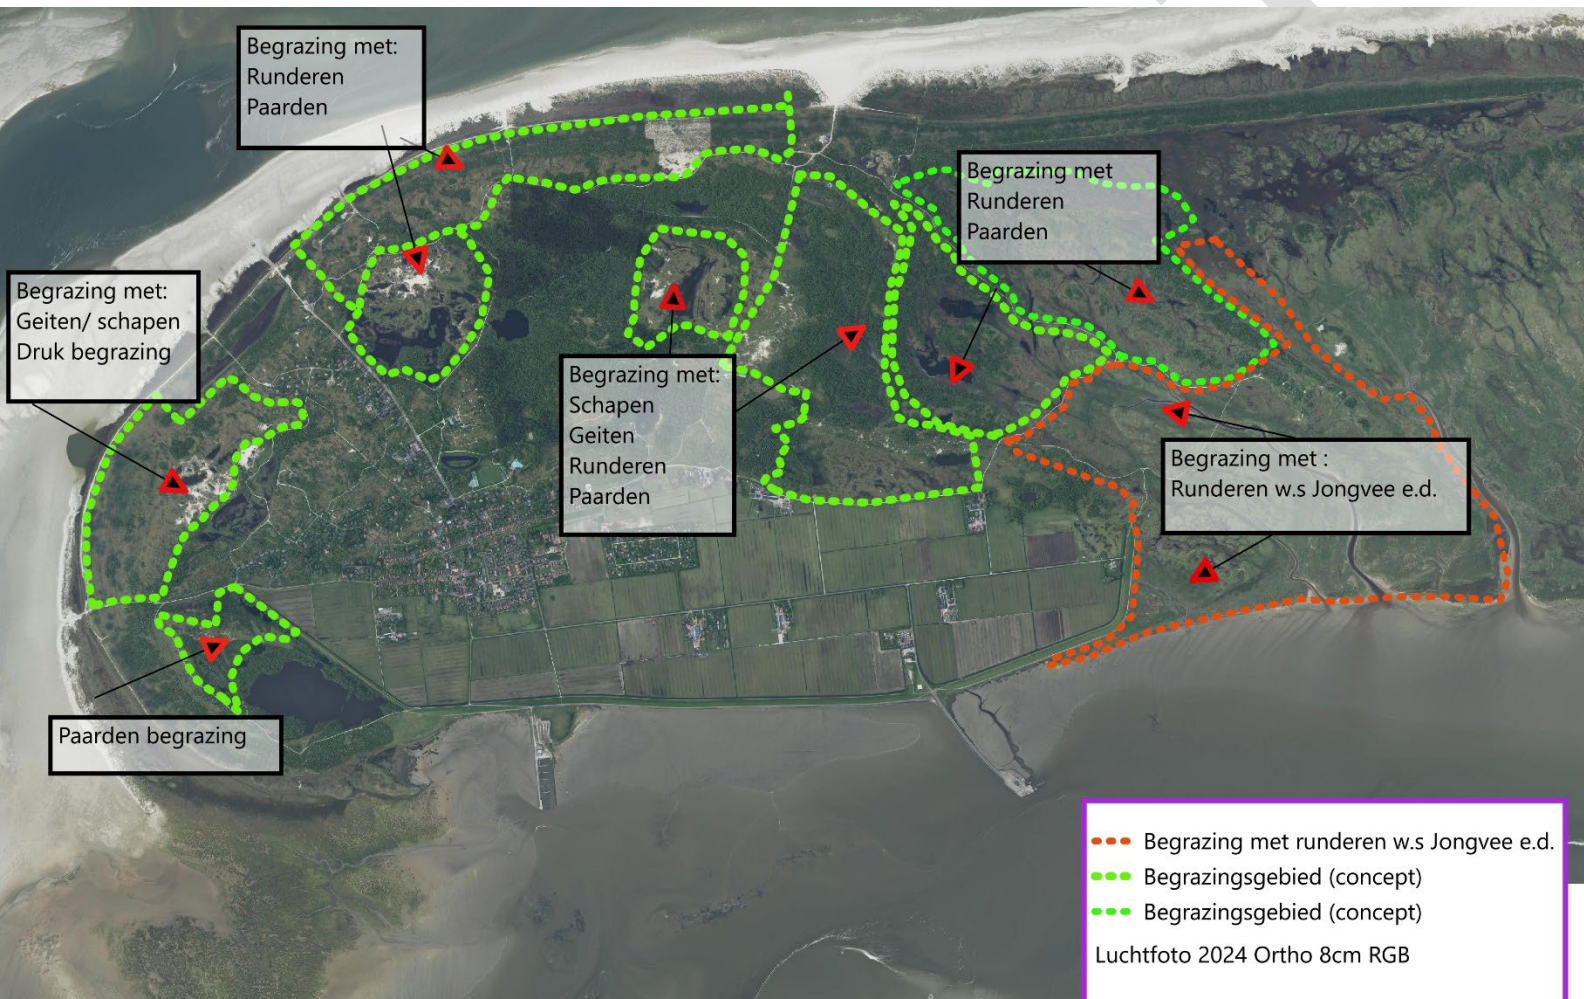 Begrazing met:
Runderen
Paarden
Begrazing met
Runderen
Paarden
Begrazing met:
Geiten/ schapen
Druk begrazing
Begrazing met:
Schapen
Geiten
Runderen
Paarden
Begrazing met :
Runderen w.s Jongvee e.d.
Paarden begrazing
Begrazing met runderen w.s Jongvee e.d.
Begrazingsgebied (concept)
Begrazingsgebied (concept)
Luchtfoto 2024 Ortho 8cm RGB